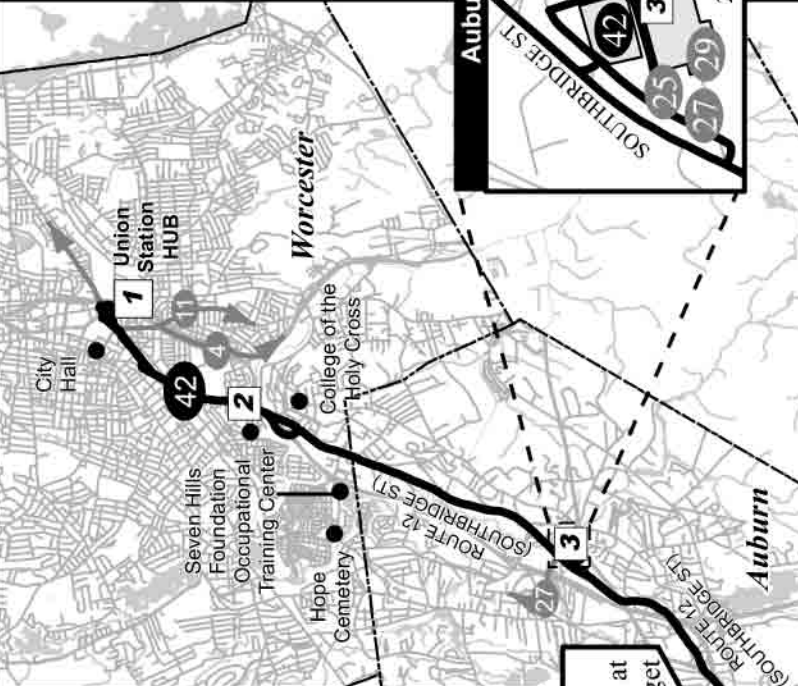 City
Hall
1
Union
Station
HUB
11
4
Worcester
42
2
College of the
Holy Cross
Seven Hills
Foundation
Occupational
Training Center
Hope
Cemetery
ROUTE 12
(SOUTHBRIDGE ST)
3
27
ROUTE 12
(SOUTHBRIDGE ST)
Auburn
at
SOUTHBRIDGE ST
42
3
25
27
29